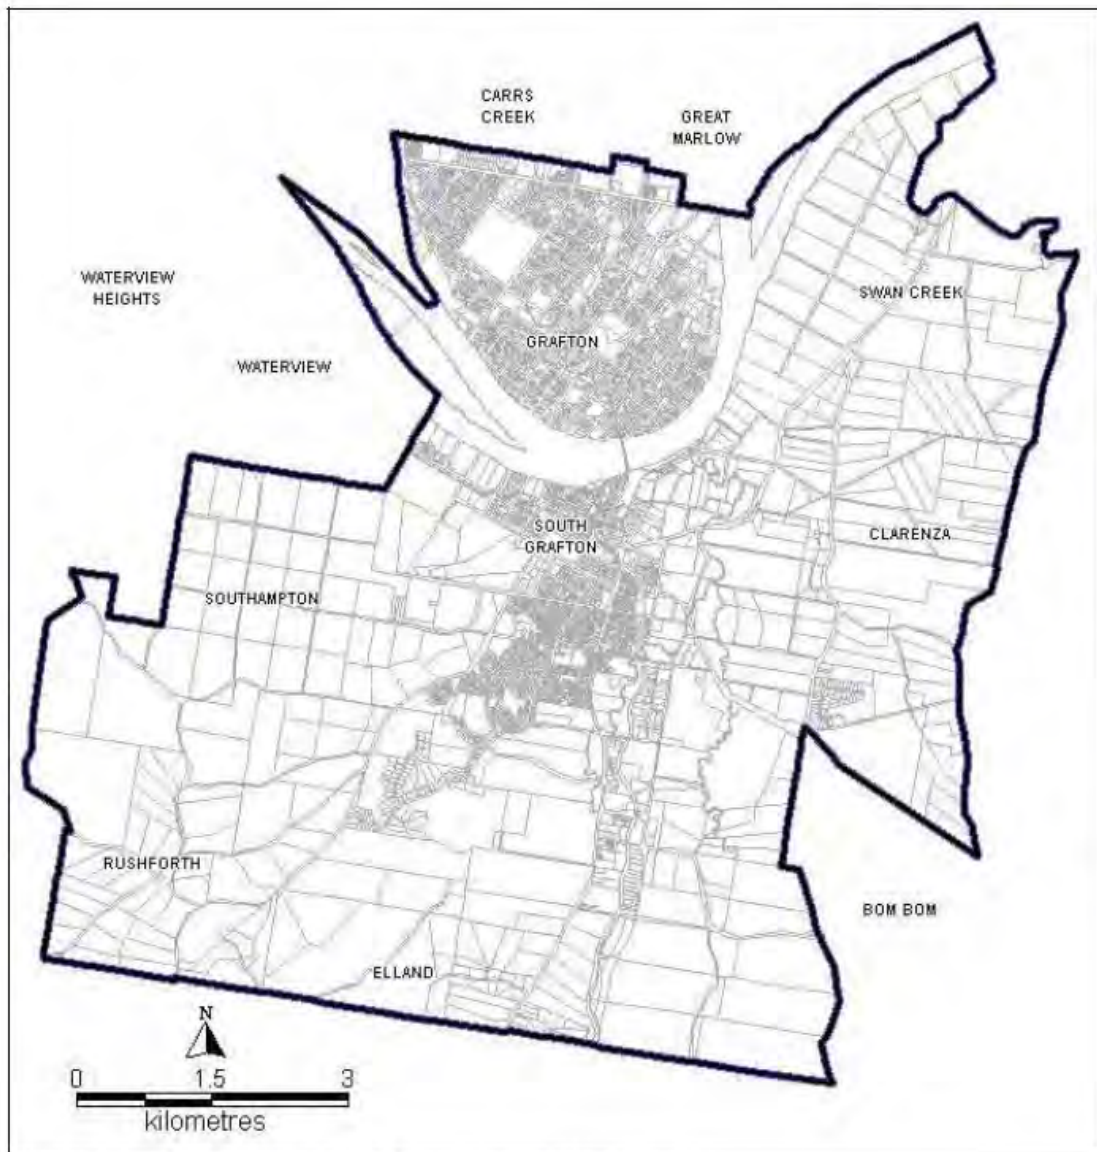 CARRS
CREEK
GREAT
MARLOW
WATERVIEW
HEIGHTS
SWAN CREEK
GRAFTON
WATERVIEW
SOUTH
GRAFTON
CLARENZA
SOUTHAMPTON
RUSHFORTH
BOM BOM
ELLAND
N
0 1.5 3
kilometres